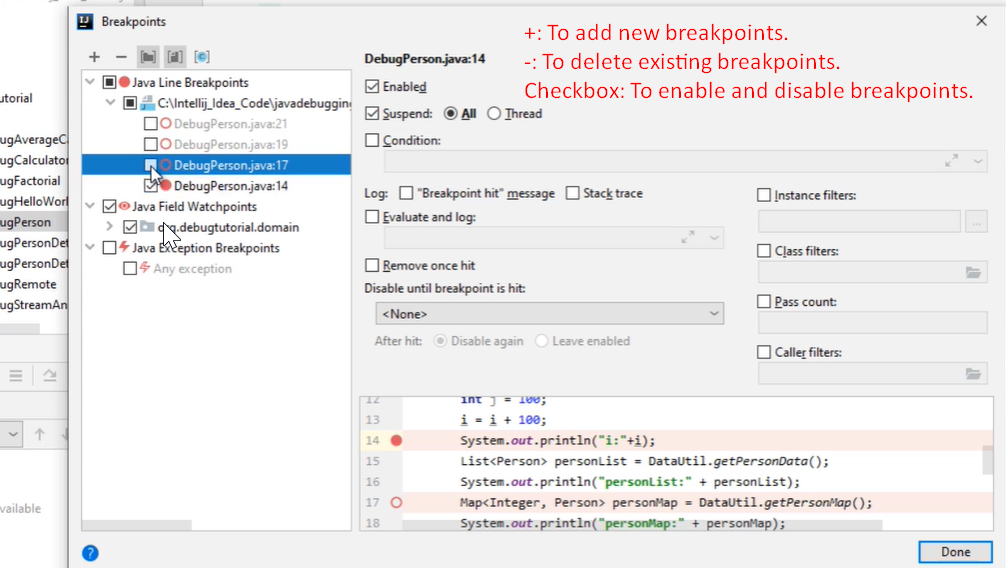 Breakpoints
+: To add new breakpoints.
-: To delete existing breakpoints.
Checkbox: To enable and disable breakpoints.
Java Line Breakpoints
C:\Intellij_Idea_Code\javadebugging
DebugPerson.java:21
DebugPerson.java:19
DebugPerson.java:17
DebugPerson.java:14
Java Field Watchpoints
org.debugtutorial.domain
Java Exception Breakpoints
Any exception
utorial
ugAverageCa
ugCalculator
ugFactorial
ugHelloWorl
ugPerson
ugPersonDet
ugPersonDet
ugRemote
ugStreamAn
vailable
DebugPerson.java:14
Enabled
Suspend: All Thread
Condition:
Log: "Breakpoint hit" message Stack trace
Evaluate and log:
Remove once hit
Disable until breakpoint is hit:
<None>
After hit: Disable again Leave enabled
Instance filters:
...
Class filters:
Pass count:
Caller filters:
12 int j = 100;
13 i = i + 100;
14 System.out.println("i:"+i);
15 List<Person> personList = DataUtil.getPersonData();
16 System.out.println("personList:" + personList);
17 Map<Integer, Person> personMap = DataUtil.getPersonMap();
18 System.out.println("personMap:" + personMap);
?
Done